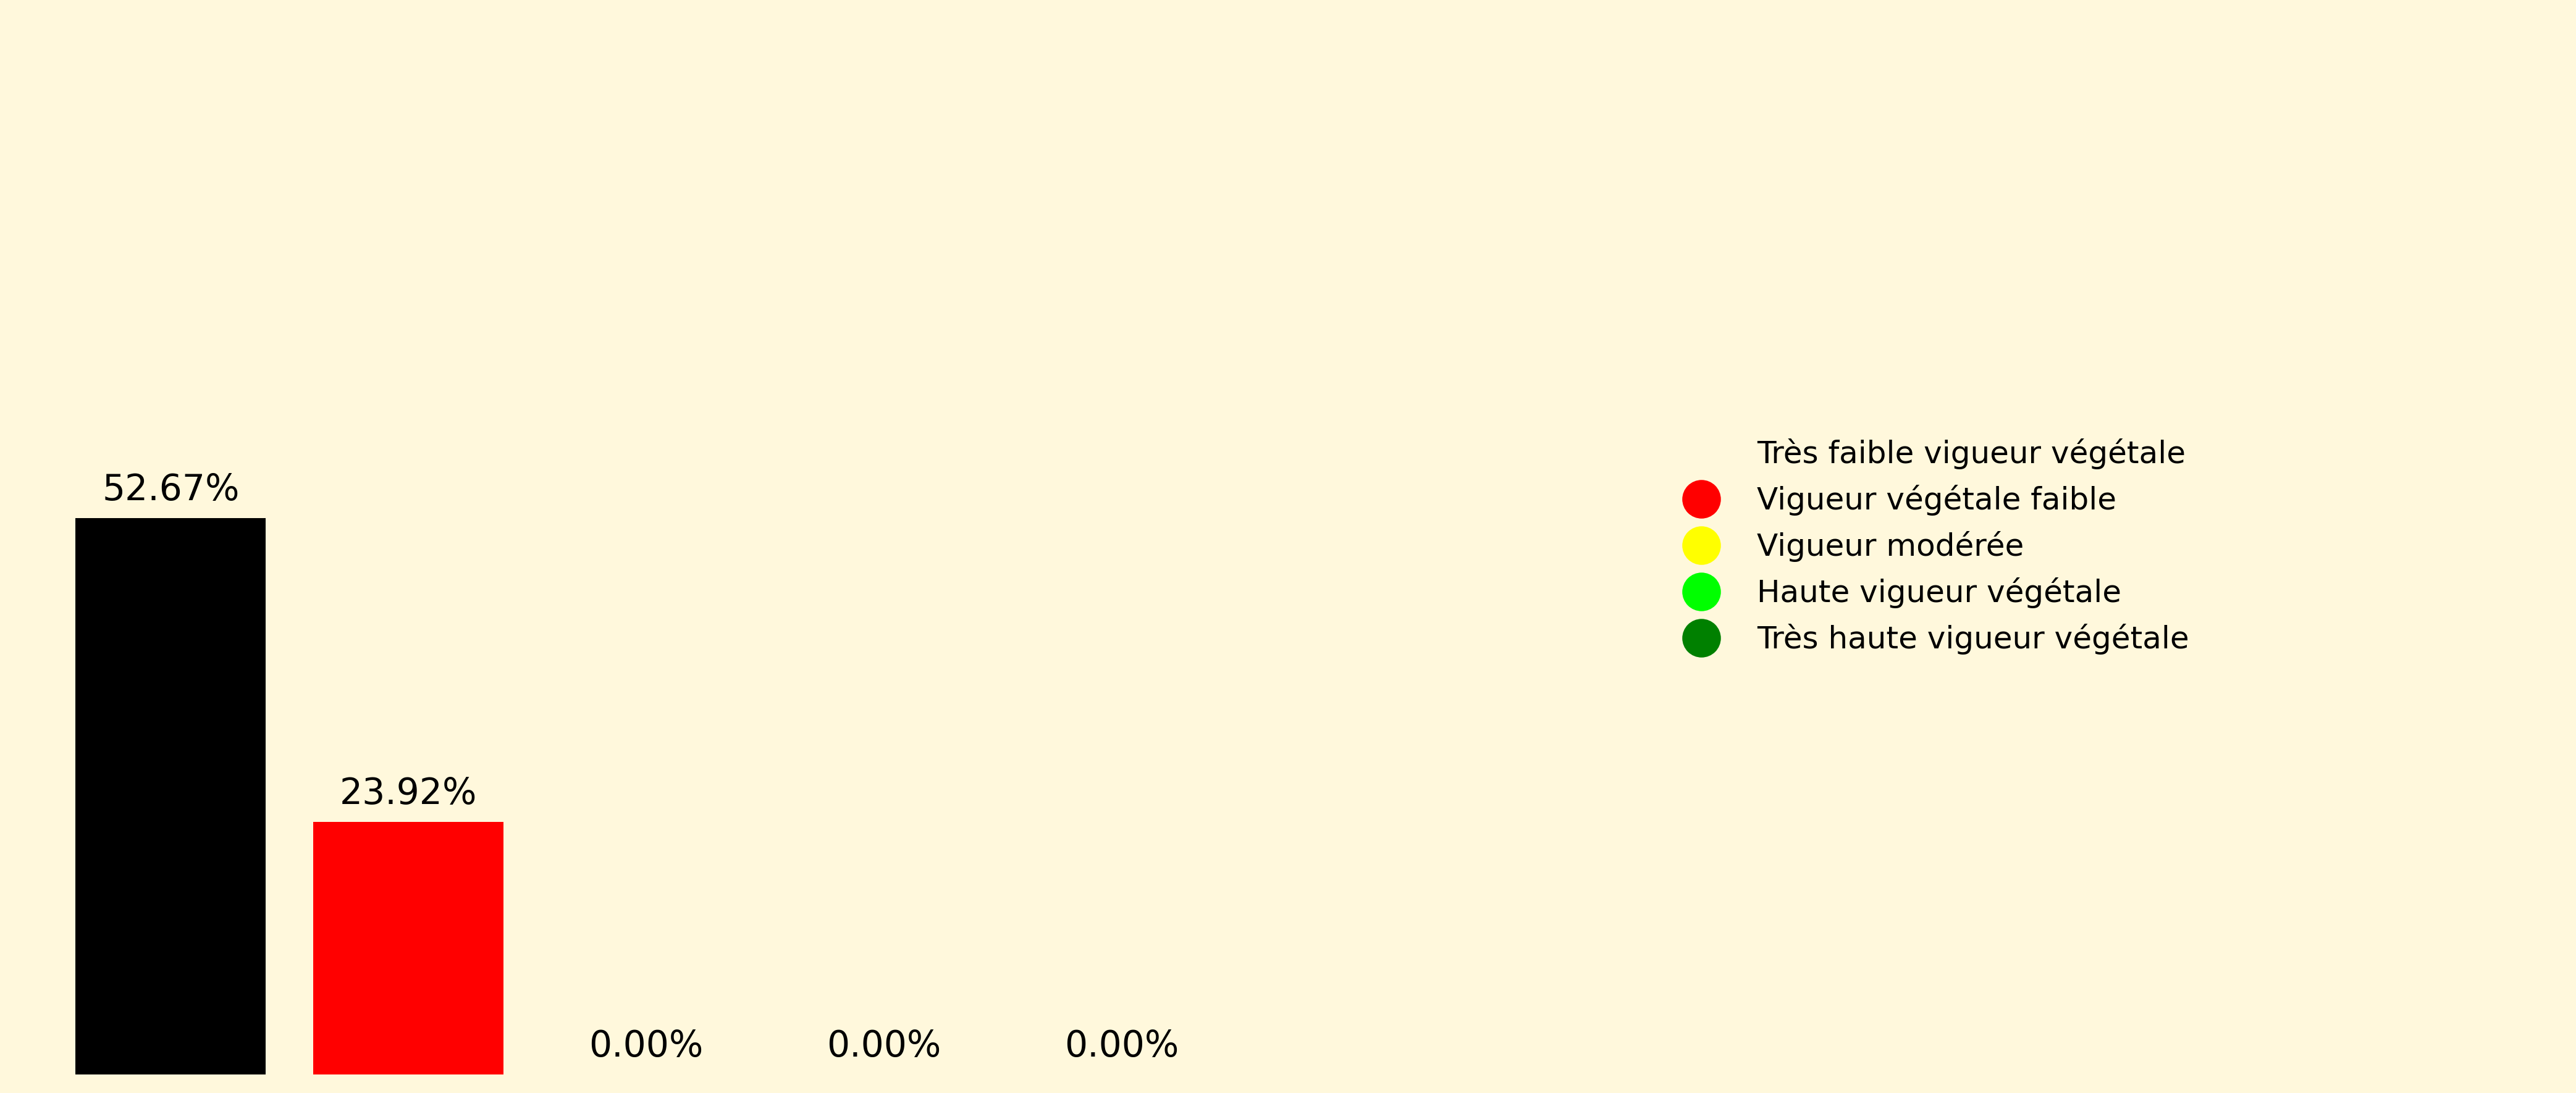 52.67%
23.92%
0.00%
0.00%
0.00%
Très faible vigueur végétale
Vigueur végétale faible
Vigueur modérée
Haute vigueur végétale
Très haute vigueur végétale